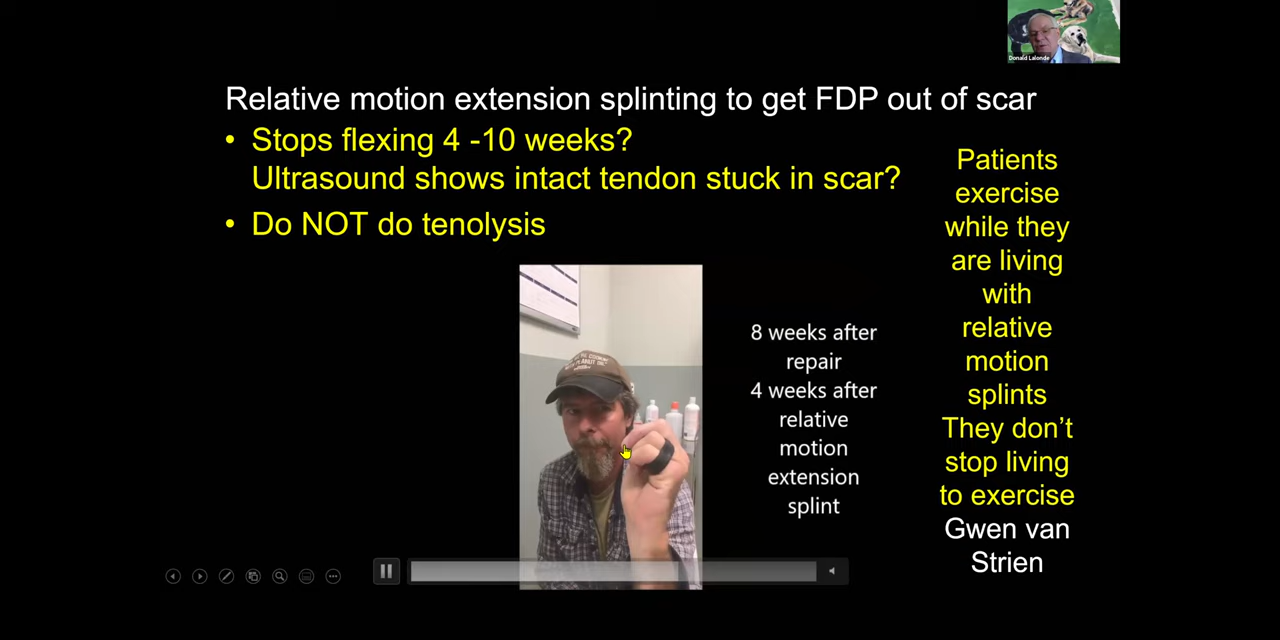 Donald Lalonde
Relative motion extension splinting to get FDP out of scar
• Stops flexing 4 -10 weeks?
Ultrasound shows intact tendon stuck in scar?
• Do NOT do tenolysis
8 weeks after
repair
4 weeks after
relative
motion
extension
splint
Patients
exercise
while they
are living
with
relative
motion
splints
They don’t
stop living
to exercise
Gwen van
Strien